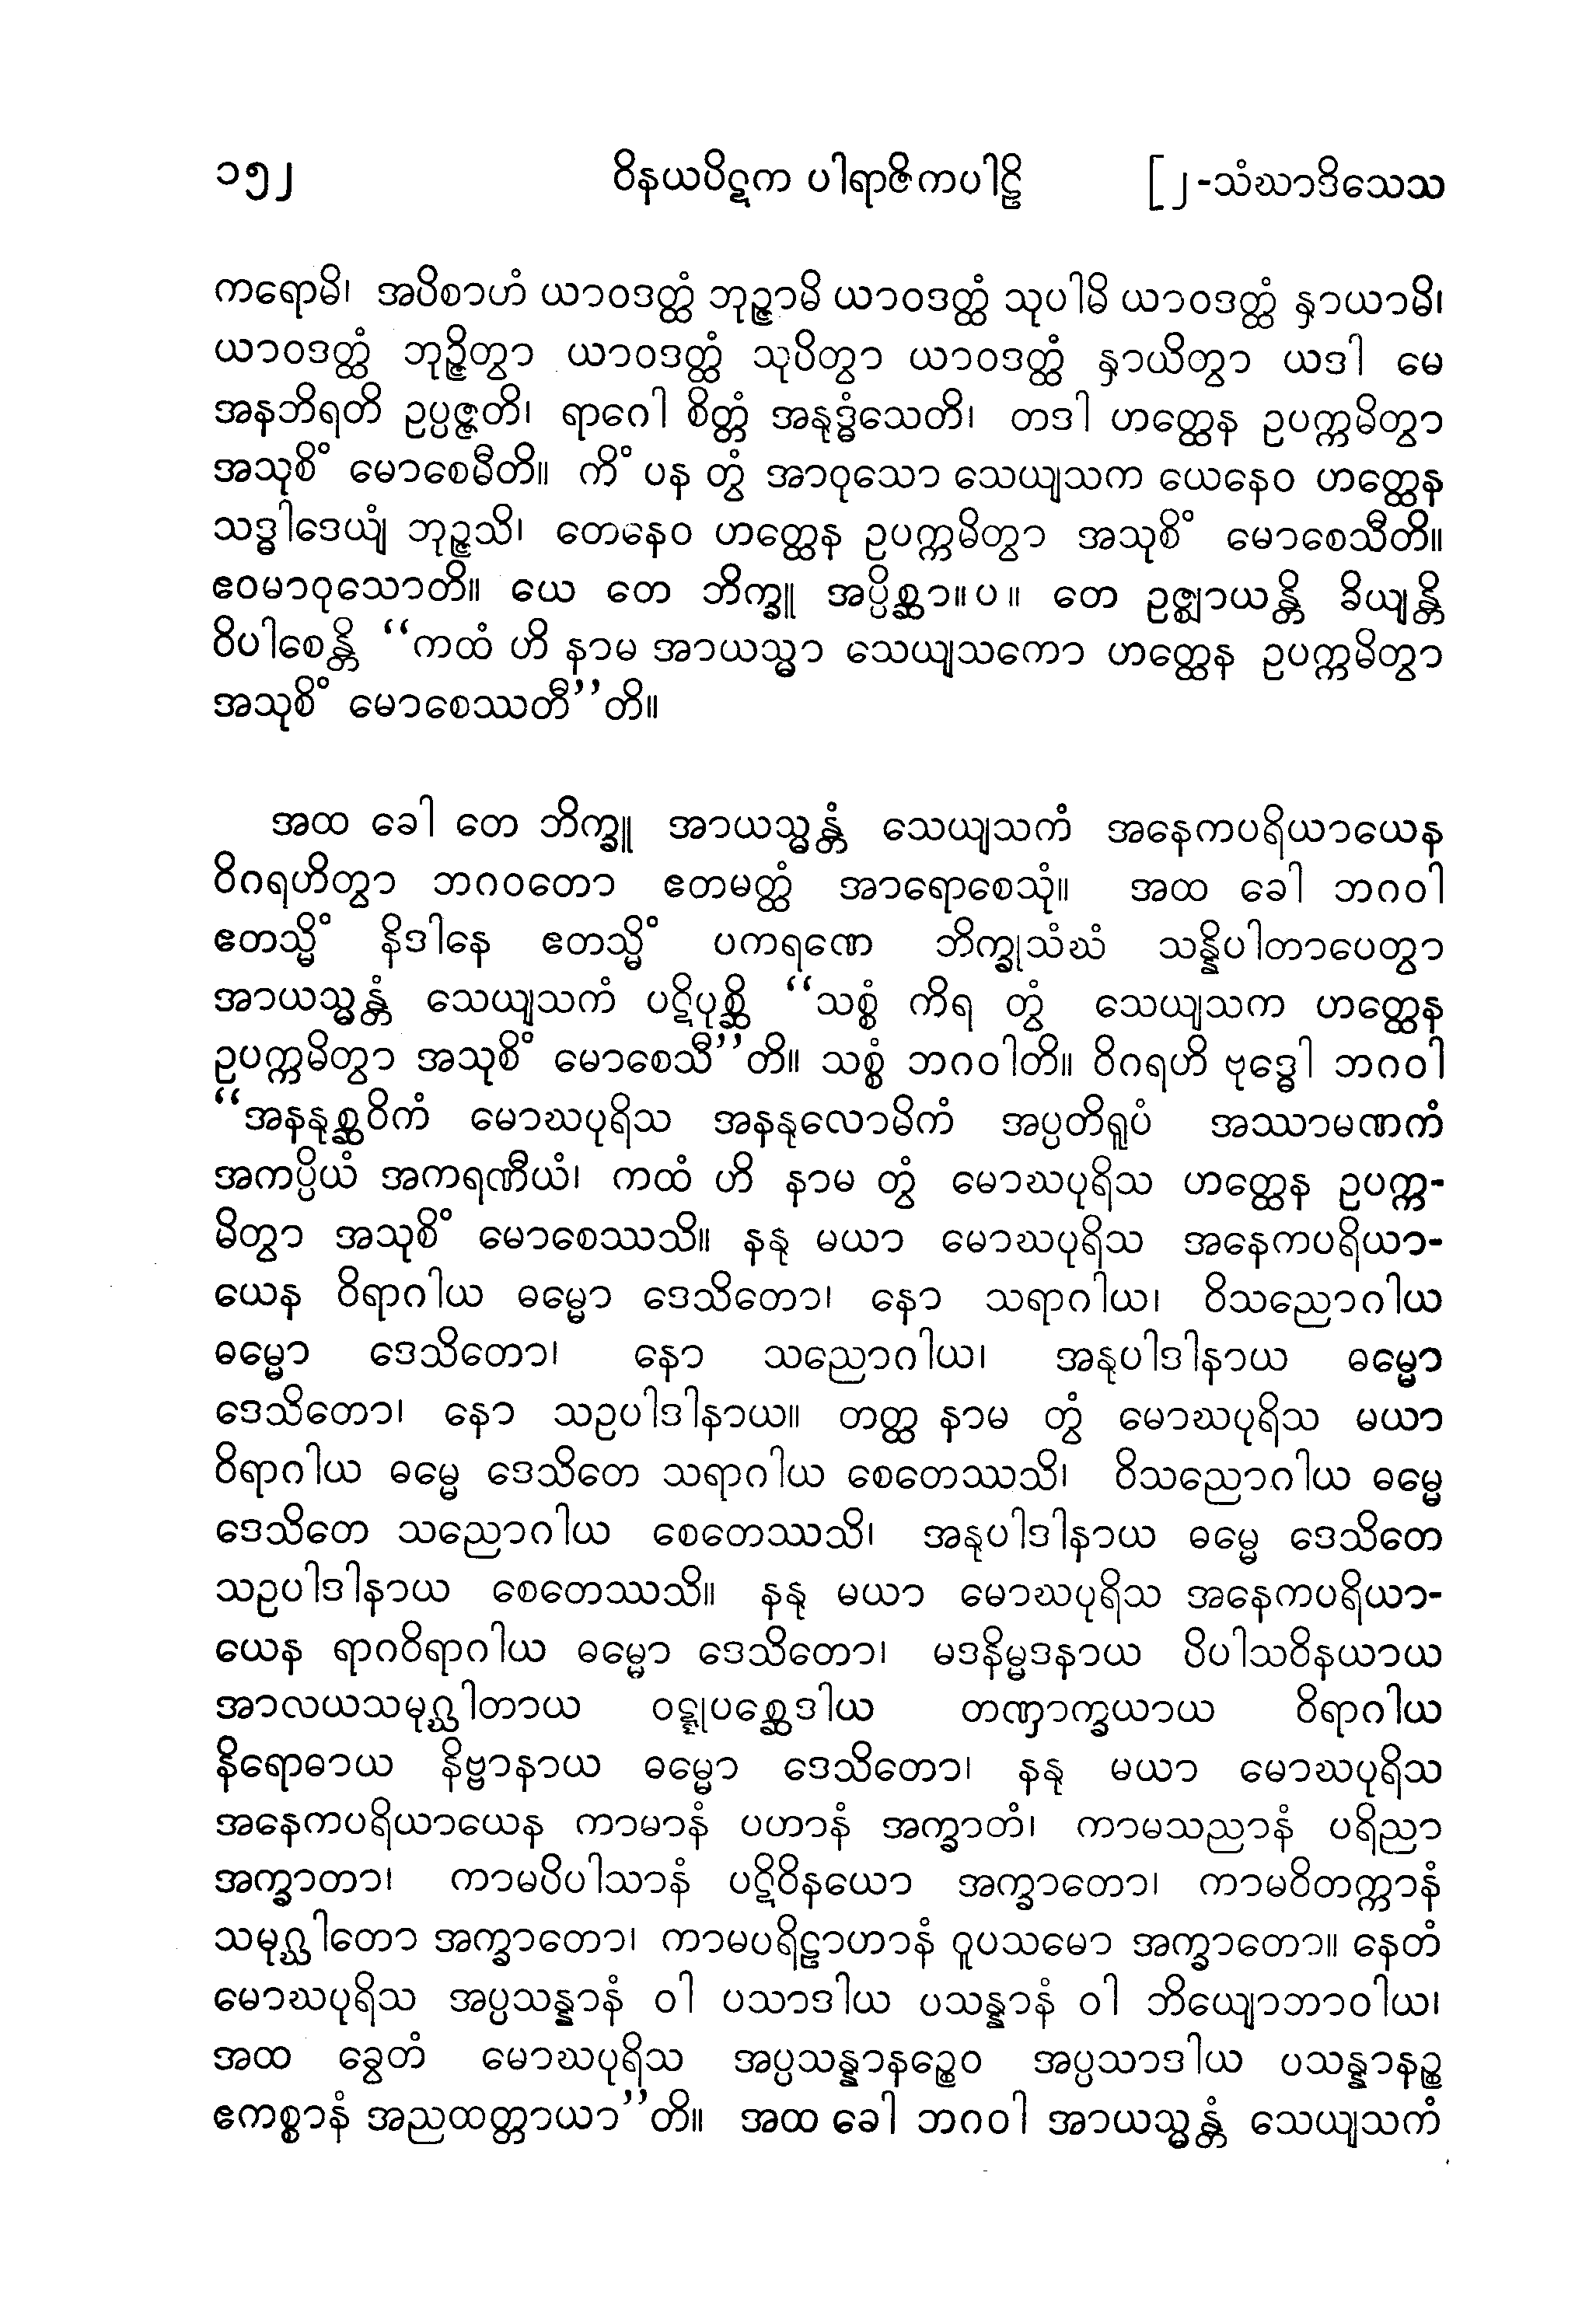 ၁၅၂ ဝိနယပိဋက ပါရာဇိကပါဠိ [၂-သံဃာဒိသေသ
ကရောမိ၊ အပိစာဟံ ယာဝဒတ္ထံ ဘုဉ္ဇာမိ ယာဝဒတ္ထံ သုပါမိ ယာဝဒတ္ထံ နှာယာမိ၊
ယာဝဒတ္ထံ ဘုဉ္ဇိတွာ ယာဝဒတ္ထံ သုပိတွာ ယာဝဒတ္ထံ နှာယိတွာ ယဒါ မေ
အနဘိရတိ ဥပ္ပဇ္ဇတိ၊ ရာဂေါ စိတ္တံ အနုဒ္ဓံသေတိ၊ တဒါ ဟတ္ထေန ဥပက္ကမိတွာ
အသုစိံ မောစေမီတိ။ ကိံ ပန တွံ အာဝုသော သေယျသက ယေနေဝ ဟတ္ထေန
သဒ္ဓါဒေယျံ ဘုဉ္ဇသိ၊ တေနေဝ ဟတ္ထေန ဥပက္ကမိတွာ အသုစိံ မောစေသီတိ။
ဧဝမာဝုသောတိ။ ယေ တေ ဘိက္ခူ အပ္ပိစ္ဆာ။ပ။ တေ ဥဇ္ဈာယန္တိ ခိယျန္တိ
ဝိပါစေန္တိ “ကထံ ဟိ နာမ အာယသ္မာ သေယျသကော ဟတ္ထေန ဥပက္ကမိတွာ
အသုစိံ မောစေဿတီ”တိ။
အထ ခေါ တေ ဘိက္ခူ အာယသ္မန္တံ သေယျသကံ အနေကပရိယာယေန
ဝိဂရဟိတွာ ဘဂဝတော ဧတမတ္ထံ အာရောစေသုံ။ အထ ခေါ ဘဂဝါ
ဧတသ္မိံ နိဒါနေ ဧတသ္မိံ ပကရဏေ ဘိက္ခုသံဃံ သန္နိပါတာပေတွာ
အာယသ္မန္တံ သေယျသကံ ပဋိပုစ္ဆိ “သစ္စံ ကိရ တွံ သေယျသက ဟတ္ထေန
ဥပက္ကမိတွာ အသုစိံ မောစေသီ”တိ။ သစ္စံ ဘဂဝါတိ။ ဝိဂရဟိ ဗုဒ္ဓေါ ဘဂဝါ
“အနနုစ္ဆဝိကံ မောဃပုရိသ အနနုလောမိကံ အပ္ပတိရူပံ အဿာမဏကံ
အကပ္ပိယံ အကရဏီယံ၊ ကထံ ဟိ နာမ တွံ မောဃပုရိသ ဟတ္ထေန ဥပက္က-
မိတွာ အသုစိံ မောစေဿသိ။ နနု မယာ မောဃပုရိသ အနေကပရိယာ-
ယေန ဝိရာဂါယ ဓမ္မော ဒေသိတော၊ နော သရာဂါယ၊ ဝိသညောဂါယ
ဓမ္မော ဒေသိတော၊ နော သညောဂါယ၊ အနုပါဒါနာယ ဓမ္မော
ဒေသိတော၊ နော သဥပါဒါနာယ။ တတ္ထ နာမ တွံ မောဃပုရိသ မယာ
ဝိရာဂါယ ဓမ္မေ ဒေသိတေ သရာဂါယ စေတေဿသိ၊ ဝိသညောဂါယ ဓမ္မေ
ဒေသိတေ သညောဂါယ စေတေဿသိ၊ အနုပါဒါနာယ ဓမ္မေ ဒေသိတေ
သဥပါဒါနာယ စေတေဿသိ။ နနု မယာ မောဃပုရိသ အနေကပရိယာ-
ယေန ရာဂဝိရာဂါယ ဓမ္မော ဒေသိတော၊ မဒနိမ္မဒနာယ ပိပါသဝိနယာယ
အာလယသမုဂ္ဃါတာယ ဝဋ္ဋုပစ္ဆေဒါယ တဏှာက္ခယာယ ဝိရာဂါယ
နိရောဓာယ နိဗ္ဗာနာယ ဓမ္မော ဒေသိတော၊ နနု မယာ မောဃပုရိသ
အနေကပရိယာယေန ကာမာနံ ပဟာနံ အက္ခာတံ၊ ကာမသညာနံ ပရိညာ
အက္ခာတာ၊ ကာမပိပါသာနံ ပဋိဝိနယော အက္ခာတော၊ ကာမဝိတက္ကာနံ
သမုဂ္ဃါတော အက္ခာတော၊ ကာမပရိဠာဟာနံ ဝူပသမော အက္ခာတော။ နေတံ
မောဃပုရိသ အပ္ပသန္နာနံ ဝါ ပသာဒါယ ပသန္နာနံ ဝါ ဘိယျောဘာဝါယ၊
အထ ခွေတံ မောဃပုရိသ အပ္ပသန္နာနဉ္စေဝ အပ္ပသာဒါယ ပသန္နာနဉ္စ
ဧကစ္စာနံ အညထတ္တာယာ”တိ။ အထ ခေါ ဘဂဝါ အာယသ္မန္တံ သေယျသကံ